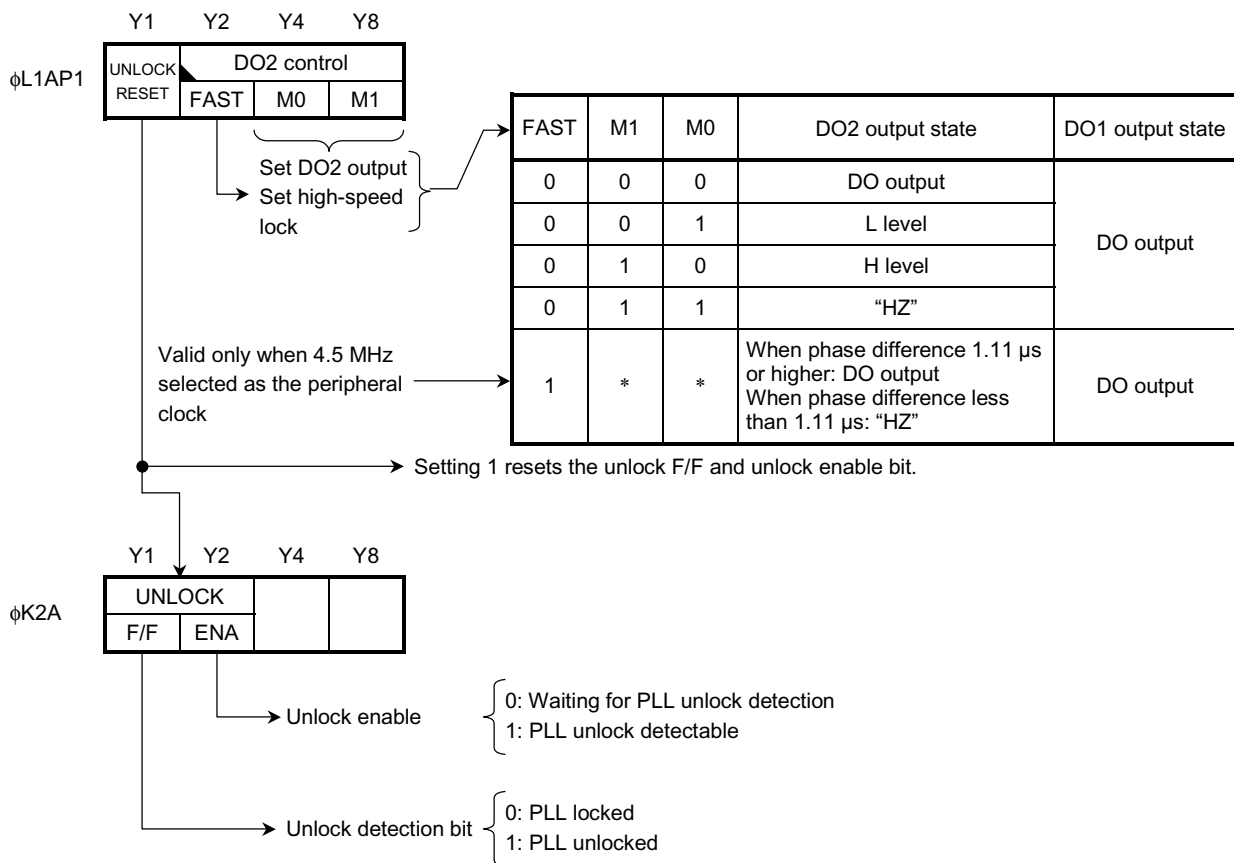 Y1 Y2 Y4 Y8
ϕL1AP1
UNLOCK
RESET
DO2 control
FAST M0 M1
Set DO2 output
Set high-speed
lock
FAST M1 M0 DO2 output state DO1 output state
0 0 0 DO output
0 0 1 L level
DO output
0 1 0 H level
0 1 1 “HZ”
Valid only when 4.5 MHz
selected as the peripheral
clock
1 * *
When phase difference 1.11 µs
or higher: DO output
When phase difference less
than 1.11 µs: “HZ”
DO output
Setting 1 resets the unlock F/F and unlock enable bit.
Y1 Y2 Y4 Y8
ϕK2A
UNLOCK
F/F ENA
Unlock enable
0: Waiting for PLL unlock detection
1: PLL unlock detectable
Unlock detection bit
0: PLL locked
1: PLL unlocked